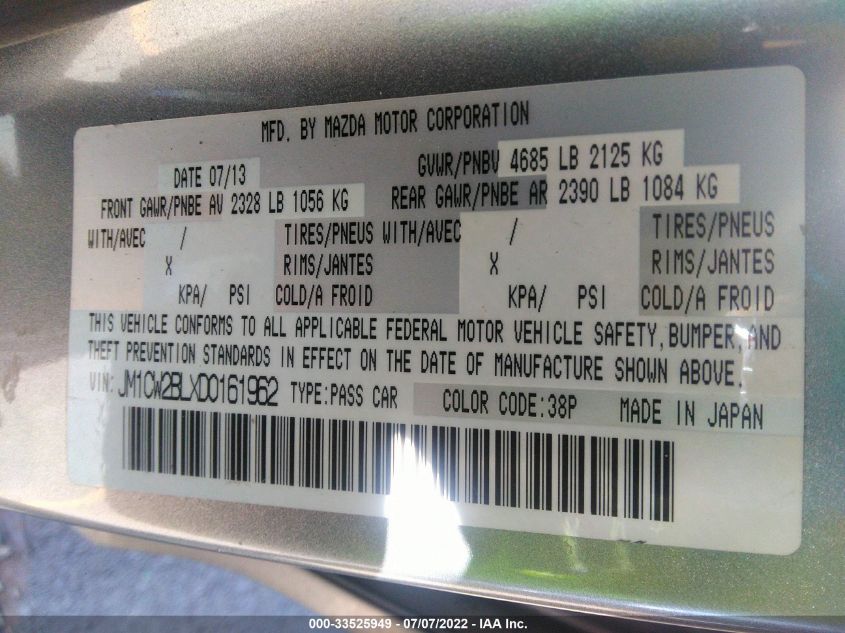 MFD. BY MAZDA MOTOR CORPORATION
DATE 07/13 GVWR/PNBV 4685 LB 2125 KG
FRONT GAWR/PNBE AV 2328 LB 1056 KG REAR GAWR/PNBE AR 2390 LB 1084 KG
WITH/AVEC / TIRES/PNEUS WITH/AVEC / TIRES/PNEUS
X RIMS/JANTES X RIMS/JANTES
KPA/ PSI COLD/A FROID KPA/ PSI COLD/A FROID
THIS VEHICLE CONFORMS TO ALL APPLICABLE FEDERAL MOTOR VEHICLE SAFETY, BUMPER, AND
THEFT PREVENTION STANDARDS IN EFFECT ON THE DATE OF MANUFACTURE SHOWN ABOVE.
VIN: JM1CW2BLXD0161962 TYPE:PASS CAR COLOR CODE:38P MADE IN JAPAN
000-33525949 - 07/07/2022 - IAA Inc.